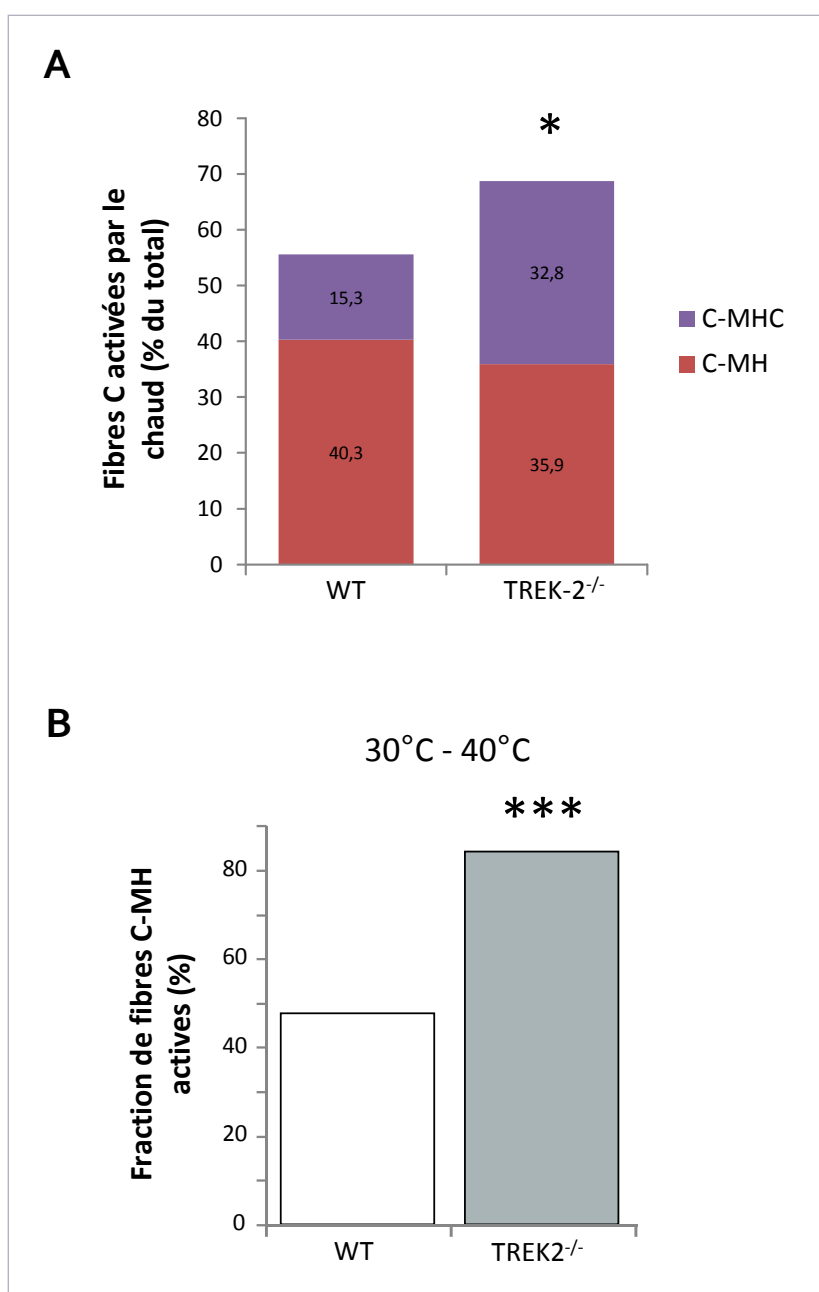 A
*
Fibres C activées par le
chaud (% du total)
80
70
60
50
40
30
20
10
0
15,3
40,3
32,8
35,9
WT
TREK-2-/-
C-MHC
C-MH
B
30°C - 40°C
***
Fraction de fibres C-MH
actives (%)
80
60
40
20
0
WT
TREK2-/-